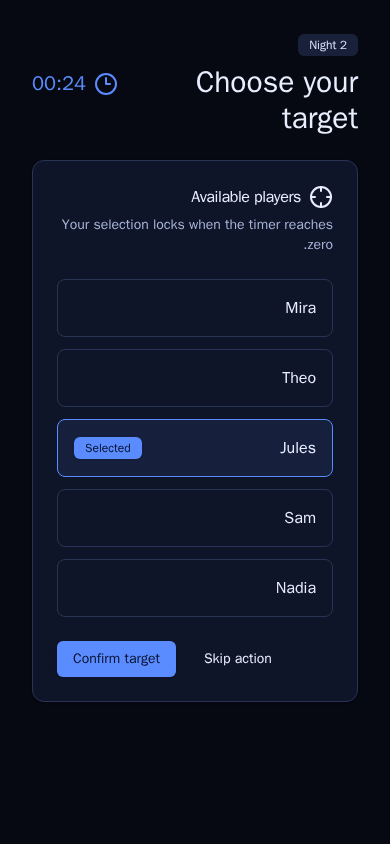 Night 2
Choose your
target
00:24
Available players
Your selection locks when the timer reaches
.zero
Mira
Theo
Jules
Selected
Sam
Nadia
Confirm target
Skip action